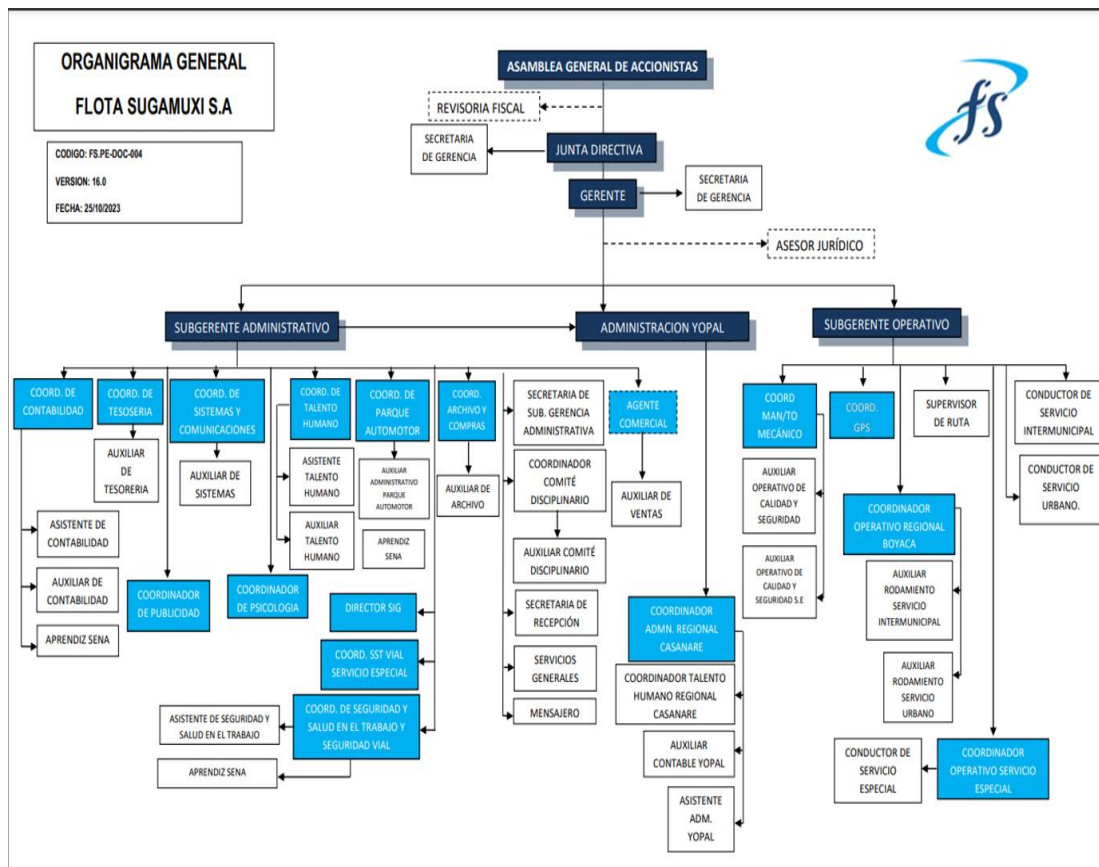 ORGANIGRAMA GENERAL
FLOTA SUGAMUXI S.A
CODIGO: FS.PE-DOC-004
VERSION: 16.0
FECHA: 25/10/2023
ASAMBLEA GENERAL DE ACCIONISTAS
REVISORIA FISCAL
SECRETARIA
DE GERENCIA
JUNTA DIRECTIVA
GERENTE
SECRETARIA
DE GERENCIA
ASESOR JURÍDICO
fs
SUBGERENTE ADMINISTRATIVO
ADMINISTRACION YOPAL
SUBGERENTE OPERATIVO
COORD. DE
CONTABILIDAD
COORD. DE
TESORERIA
COORD. DE
SISTEMAS Y
COMUNICACIONES
COORD. DE
TALENTO
HUMANO
COORD. DE
PARQUE
AUTOMOTOR
COORD.
ARCHIVO Y
COMPRAS
SECRETARIA DE
SUB. GERENCIA
ADMINISTRATIVA
AGENTE
COMERCIAL
COORD
MAN/TO
MECÁNICO
COORD.
GPS
SUPERVISOR
DE RUTA
CONDUCTOR DE
SERVICIO
INTERMUNICIPAL
AUXILIAR
DE
TESORERIA
AUXILIAR DE
SISTEMAS
ASISTENTE
TALENTO
HUMANO
AUXILIAR
ADMINISTRATIVO
PARQUE
AUTOMOTOR
AUXILIAR DE
ARCHIVO
COORDINADOR
COMITÉ
DISCIPLINARIO
AUXILIAR DE
VENTAS
AUXILIAR
OPERATIVO DE
CALIDAD Y
SEGURIDAD
CONDUCTOR DE
SERVICIO
URBANO.
ASISTENTE DE
CONTABILIDAD
AUXILIAR
TALENTO
HUMANO
APRENDIZ
SENA
AUXILIAR COMITÉ
DISCIPLINARIO
AUXILIAR
OPERATIVO DE
CALIDAD Y
SEGURIDAD S.E
COORDINADOR
OPERATIVO REGIONAL
BOYACA
AUXILIAR DE
CONTABILIDAD
COORDINADOR
DE PUBLICIDAD
COORDINADOR
DE PSICOLOGIA
DIRECTOR SIG
SECRETARIA DE
RECEPCIÓN
COORDINADOR
ADMN. REGIONAL
CASANARE
AUXILIAR
RODAMIENTO
SERVICIO
INTERMUNICIPAL
APRENDIZ SENA
COORD. SST VIAL
SERVICIO ESPECIAL
SERVICIOS
GENERALES
COORDINADOR TALENTO
HUMANO REGIONAL
CASANARE
AUXILIAR
RODAMIENTO
SERVICIO
URBANO
ASISTENTE DE SEGURIDAD Y
SALUD EN EL TRABAJO
COORD. DE SEGURIDAD Y
SALUD EN EL TRABAJO Y
SEGURIDAD VIAL
MENSAJERO
AUXILIAR
CONTABLE YOPAL
CONDUCTOR DE
SERVICIO
ESPECIAL
COORDINADOR
OPERATIVO SERVICIO
ESPECIAL
APRENDIZ SENA
ASISTENTE
ADM.
YOPAL